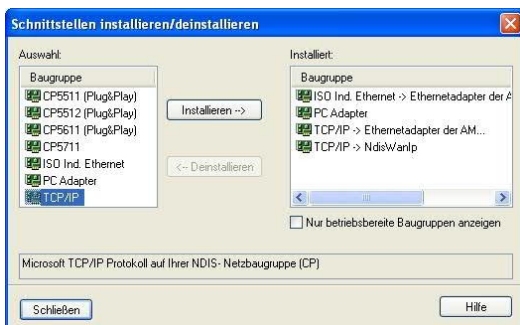 Schnittstellen installieren/deinstallieren
Auswahl:
Baugruppe
CP5511 (Plug&Play)
CP5512 (Plug&Play)
CP5611 (Plug&Play)
CP5711
ISO Ind. Ethernet
PC Adapter
TCP/IP
Installieren -->
<-- Deinstallieren
Installiert:
Baugruppe
ISO Ind. Ethernet -> Ethernetadapter der A
PC Adapter
TCP/IP -> Ethernetadapter der AM...
TCP/IP -> NdisWanIp
Nur betriebsbereite Baugruppen anzeigen
Microsoft TCP/IP Protokoll auf Ihrer NDIS- Netzbaugruppe (CP)
Schließen
Hilfe